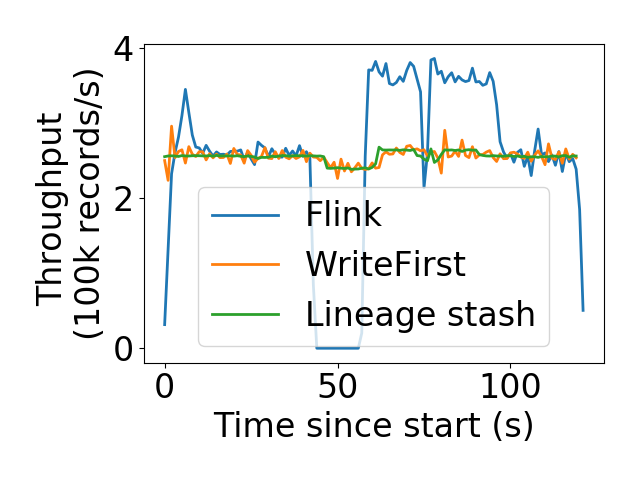 Throughput
(100k records/s)
4
2
0
Flink
WriteFirst
Lineage stash
0
50
100
Time since start (s)